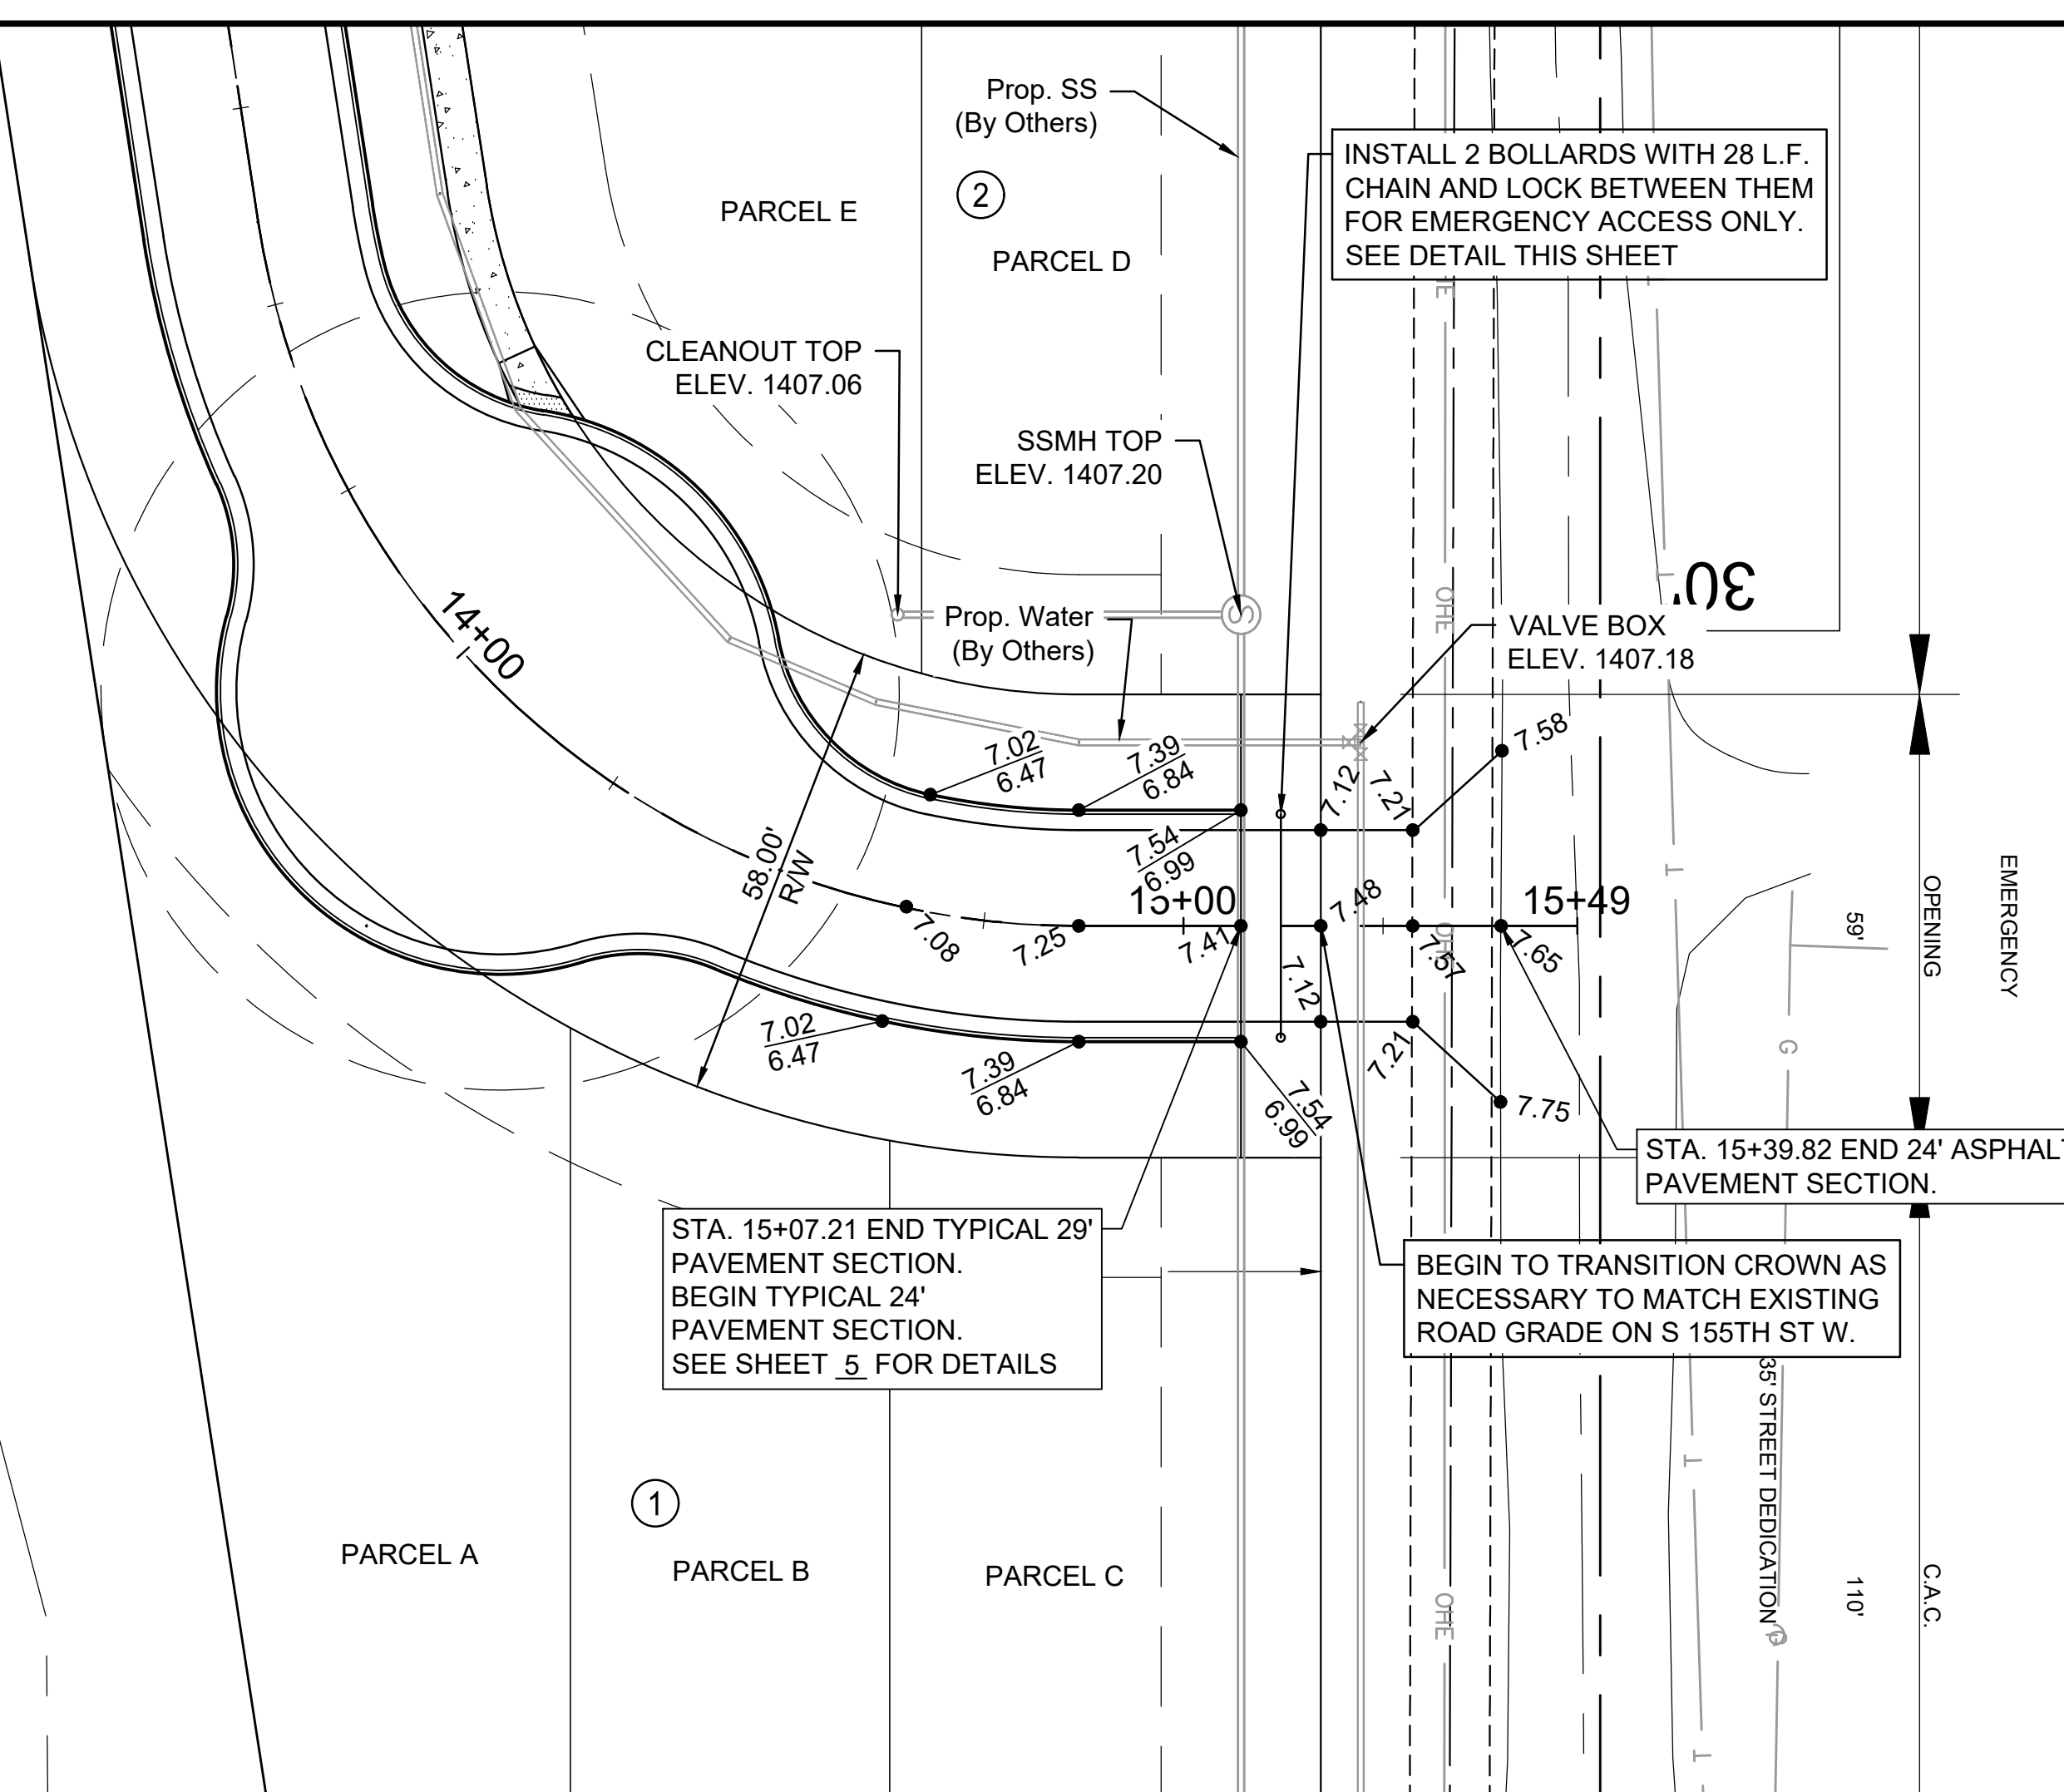 Prop. SS
(By Others)
INSTALL 2 BOLLARDS WITH 28 L.F.
CHAIN AND LOCK BETWEEN THEM
FOR EMERGENCY ACCESS ONLY.
SEE DETAIL THIS SHEET
2
PARCEL E
PARCEL D
CLEANOUT TOP
ELEV. 1407.06
SSMH TOP
ELEV. 1407.20
30'
OHE
VALVE BOX
ELEV. 1407.18
Prop. Water
(By Others)
14+00
7.02
6.47
7.39
6.84
7.12
7.21
7.58
58.00'
R/W
7.54
6.99
15+00
7.48
15+49
7.08
7.25
7.41
7.57
7.65
OHE
59'
OPENING
EMERGENCY
7.12
7.02
6.47
7.39
6.84
7.54
6.99
7.21
7.75
G
STA. 15+39.82 END 24' ASPHALT
PAVEMENT SECTION.
STA. 15+07.21 END TYPICAL 29'
PAVEMENT SECTION.
BEGIN TYPICAL 24'
PAVEMENT SECTION.
SEE SHEET 5 FOR DETAILS
BEGIN TO TRANSITION CROWN AS
NECESSARY TO MATCH EXISTING
ROAD GRADE ON S 155TH ST W.
35' STREET DEDICATION
1
PARCEL A
PARCEL B
PARCEL C
OHE
110'
C.A.C.
G